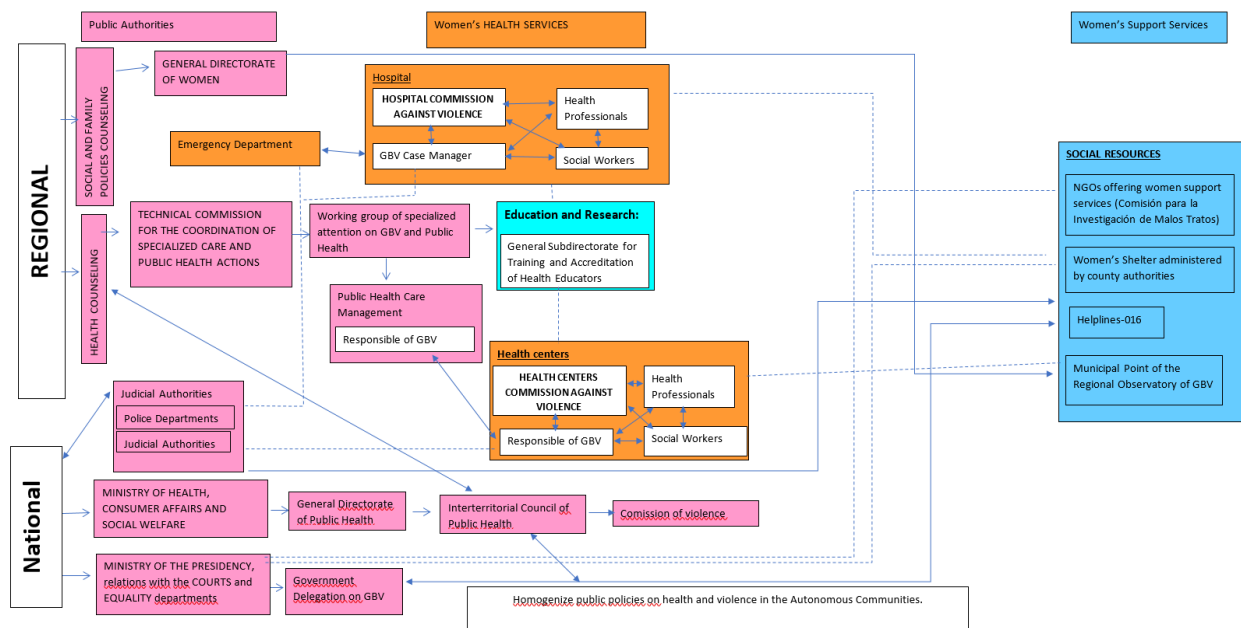 Public Authorities
Women's HEALTH SERVICES
Women's Support Services
REGIONAL
SOCIAL AND FAMILY
POLICIES COUNSELING
GENERAL DIRECTORATE
OF WOMEN
Hospital
HOSPITAL COMMISSION
AGAINST VIOLENCE
Health
Professionals
GBV Case Manager
Social Workers
Emergency Department
SOCIAL RESOURCES
NGOs offering women support
services (Comisión para la
Investigación de Malos Tratos)
Women's Shelter administered
by county authorities
Helplines-016
Municipal Point of the
Regional Observatory of GBV
HEALTH COUNSELING
TECHNICAL COMMISSION
FOR THE COORDINATION OF
SPECIALIZED CARE AND
PUBLIC HEALTH ACTIONS
Working group of specialized
attention on GBV and Public
Health
Education and Research:
General Subdirectorate for
Training and Accreditation
of Health Educators
Public Health Care
Management
Responsible of GBV
Health centers
HEALTH CENTERS
COMMISSION AGAINST
VIOLENCE
Health
Professionals
Responsible of GBV
Social Workers
National
Judicial Authorities
Police Departments
Judicial Authorities
MINISTRY OF HEALTH,
CONSUMER AFFAIRS AND
SOCIAL WELFARE
General Directorate
of Public Health
Interterritorial Council of
Public Health
Comission of violence
MINISTRY OF THE PRESIDENCY,
relations with the COURTS and
EQUALITY departments
Government
Delegation on GBV
Homogenize public policies on health and violence in the Autonomous Communities.